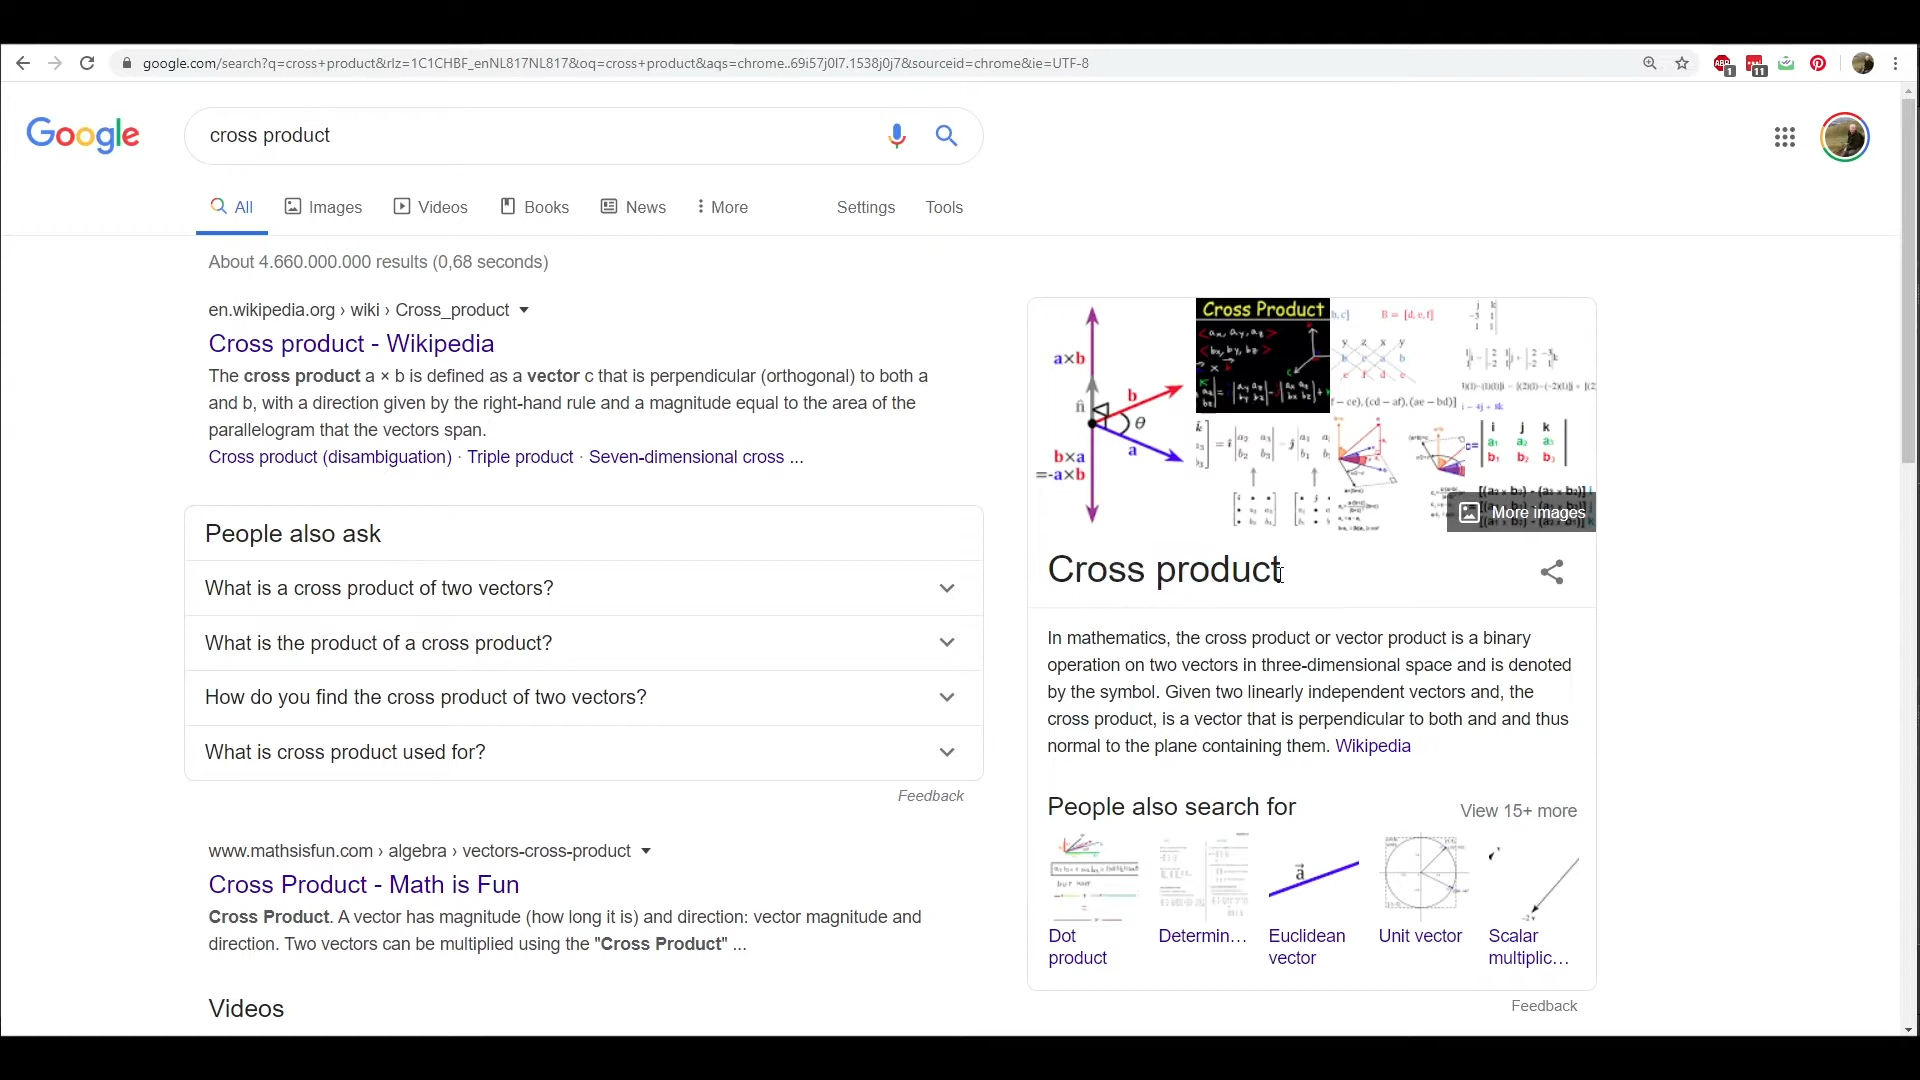 google.com/search?q=cross+product&rlz=1C1CHBF_enNL817NL817&oq=cross+product&aqs=chrome..69i57j0l7.1538j0j7&sourceid=chrome&ie=UTF-8
ABP 1
11
Google
cross product
All
Images
Videos
Books
News
More
Settings
Tools
About 4.660.000.000 results (0,68 seconds)
en.wikipedia.org › wiki › Cross_product
Cross product - Wikipedia
The cross product a × b is defined as a vector c that is perpendicular (orthogonal) to both a
and b, with a direction given by the right-hand rule and a magnitude equal to the area of the
parallelogram that the vectors span.
Cross product (disambiguation) · Triple product · Seven-dimensional cross ...
People also ask
What is a cross product of two vectors?
What is the product of a cross product?
How do you find the cross product of two vectors?
What is cross product used for?
Feedback
www.mathsisfun.com › algebra › vectors-cross-product
Cross Product - Math is Fun
Cross Product. A vector has magnitude (how long it is) and direction: vector magnitude and
direction. Two vectors can be multiplied using the "Cross Product" ...
Videos
a×b
n̂
b
θ
a
b×a
=-a×b
Cross Product
B = [d,e,f]
y z x y
i j k
a₁ a₂ a₃
b₁ b₂ b₃
More images
Cross product
In mathematics, the cross product or vector product is a binary
operation on two vectors in three-dimensional space and is denoted
by the symbol. Given two linearly independent vectors and, the
cross product, is a vector that is perpendicular to both and and thus
normal to the plane containing them. Wikipedia
People also search for
View 15+ more
a
Dot
product
Determin...
Euclidean
vector
Unit vector
Scalar
multiplic...
Feedback